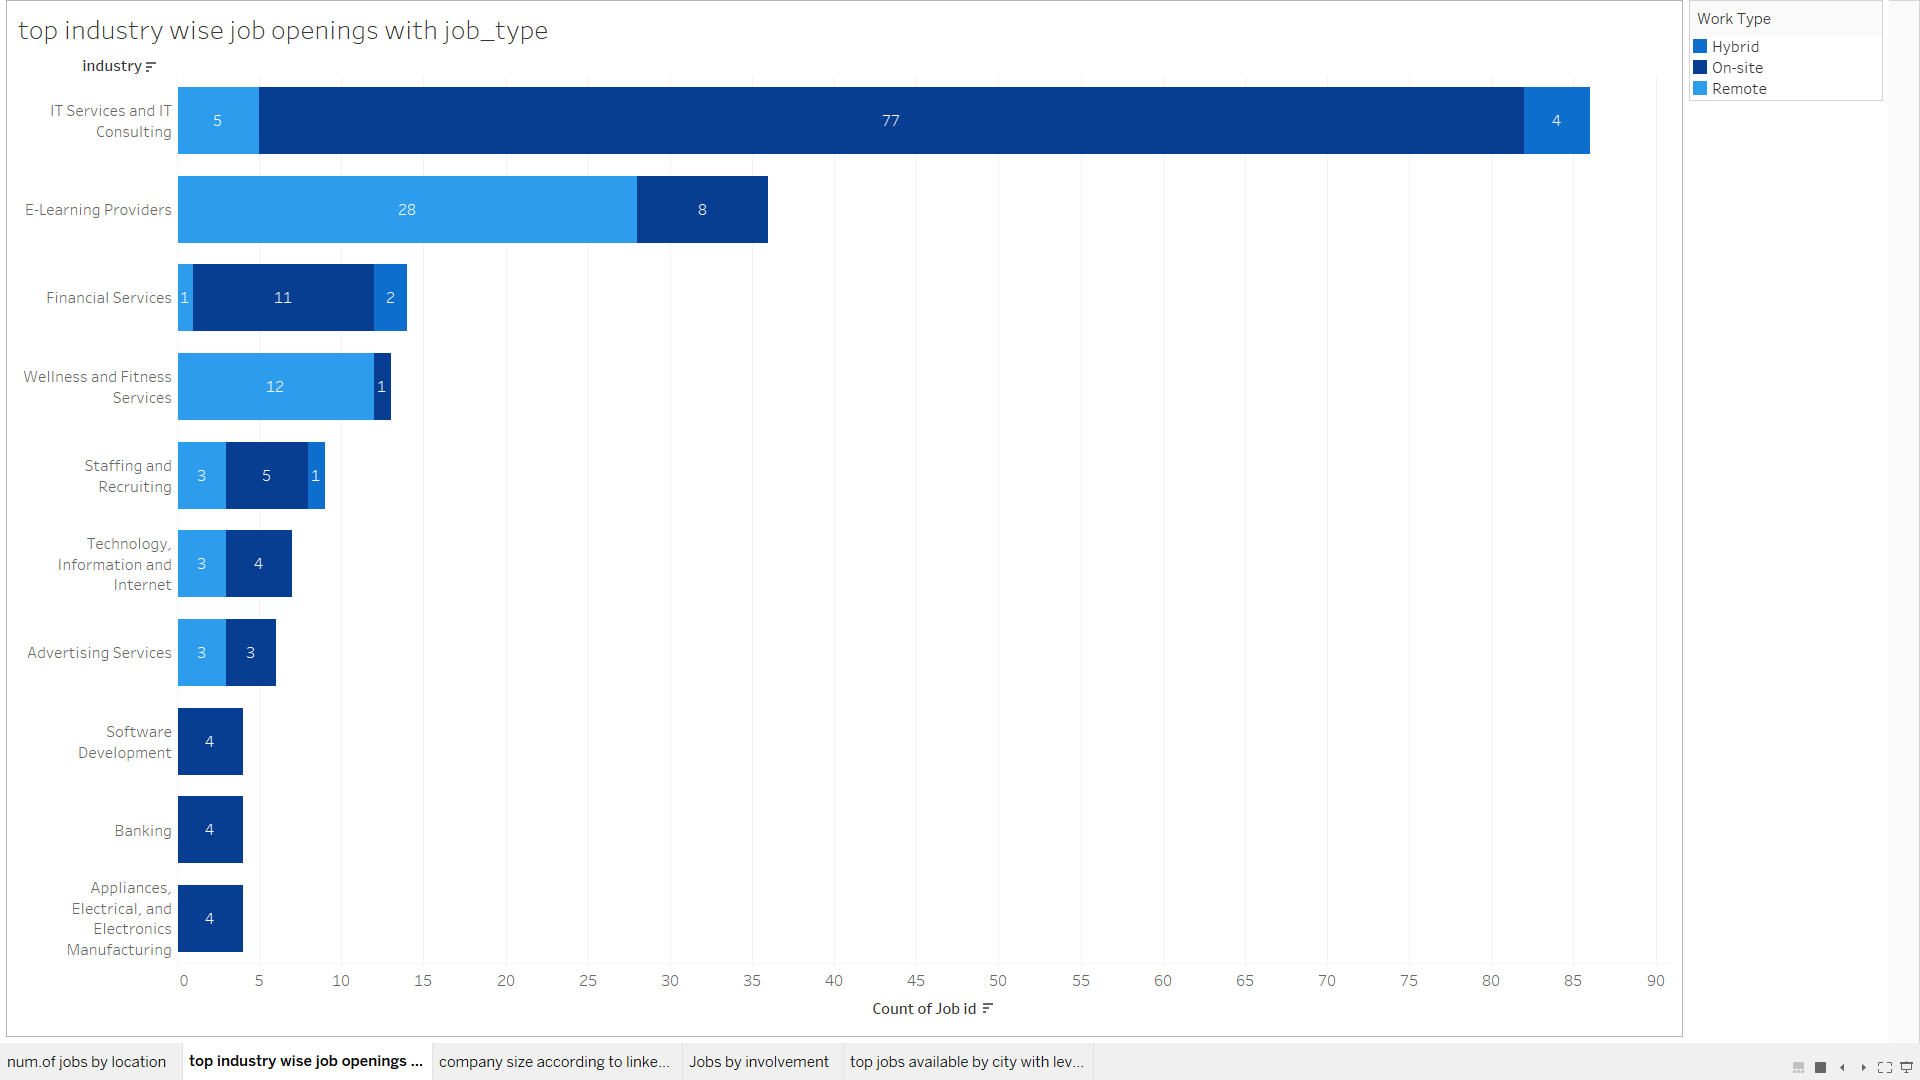 top industry wise job openings with job_type
Work Type
Hybrid
On-site
Remote
industry
IT Services and IT
Consulting
5 77 4
E-Learning Providers
28 8
Financial Services
1 11 2
Wellness and Fitness
Services
12 1
Staffing and
Recruiting
3 5 1
Technology,
Information and
Internet
3 4
Advertising Services
3 3
Software
Development
4
Banking
4
Appliances,
Electrical, and
Electronics
Manufacturing
4
0 5 10 15 20 25 30 35 40 45 50 55 60 65 70 75 80 85 90
Count of Job id
num.of jobs by location top industry wise job openings ... company size according to linke... Jobs by involvement top jobs available by city with lev...